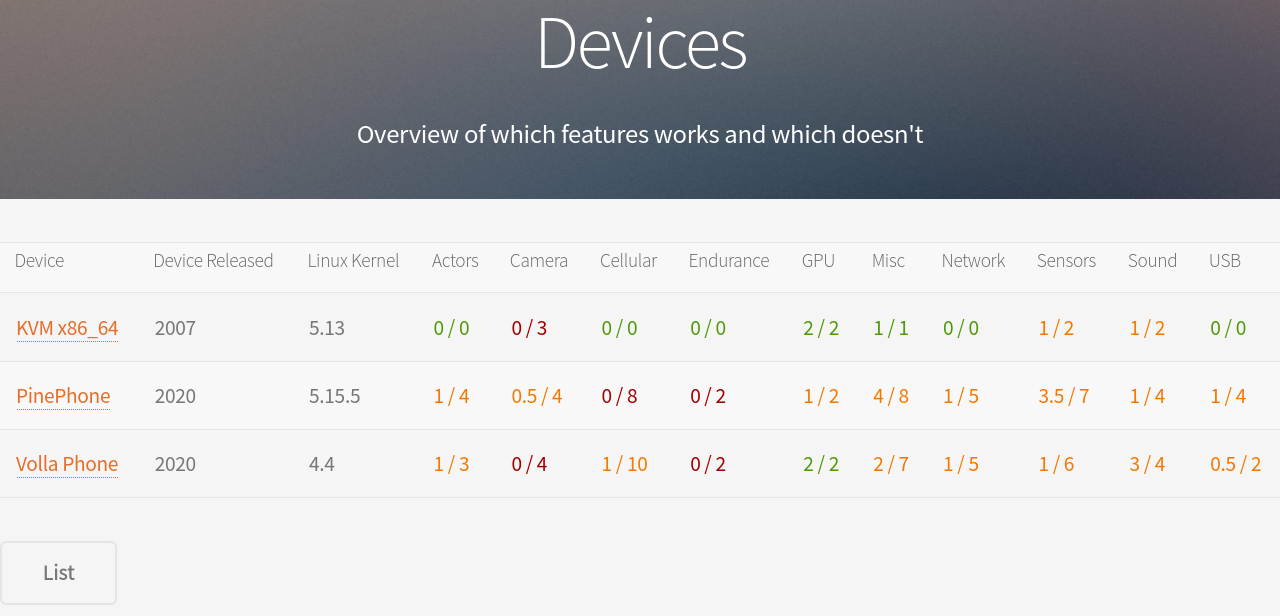 Devices
Overview of which features works and which doesn't
Device Device Released Linux Kernel Actors Camera Cellular Endurance GPU Misc Network Sensors Sound USB
KVM x86_64 2007 5.13 0 / 0 0 / 3 0 / 0 0 / 0 2 / 2 1 / 1 0 / 0 1 / 2 1 / 2 0 / 0
PinePhone 2020 5.15.5 1 / 4 0.5 / 4 0 / 8 0 / 2 1 / 2 4 / 8 1 / 5 3.5 / 7 1 / 4 1 / 4
Volla Phone 2020 4.4 1 / 3 0 / 4 1 / 10 0 / 2 2 / 2 2 / 7 1 / 5 1 / 6 3 / 4 0.5 / 2
List